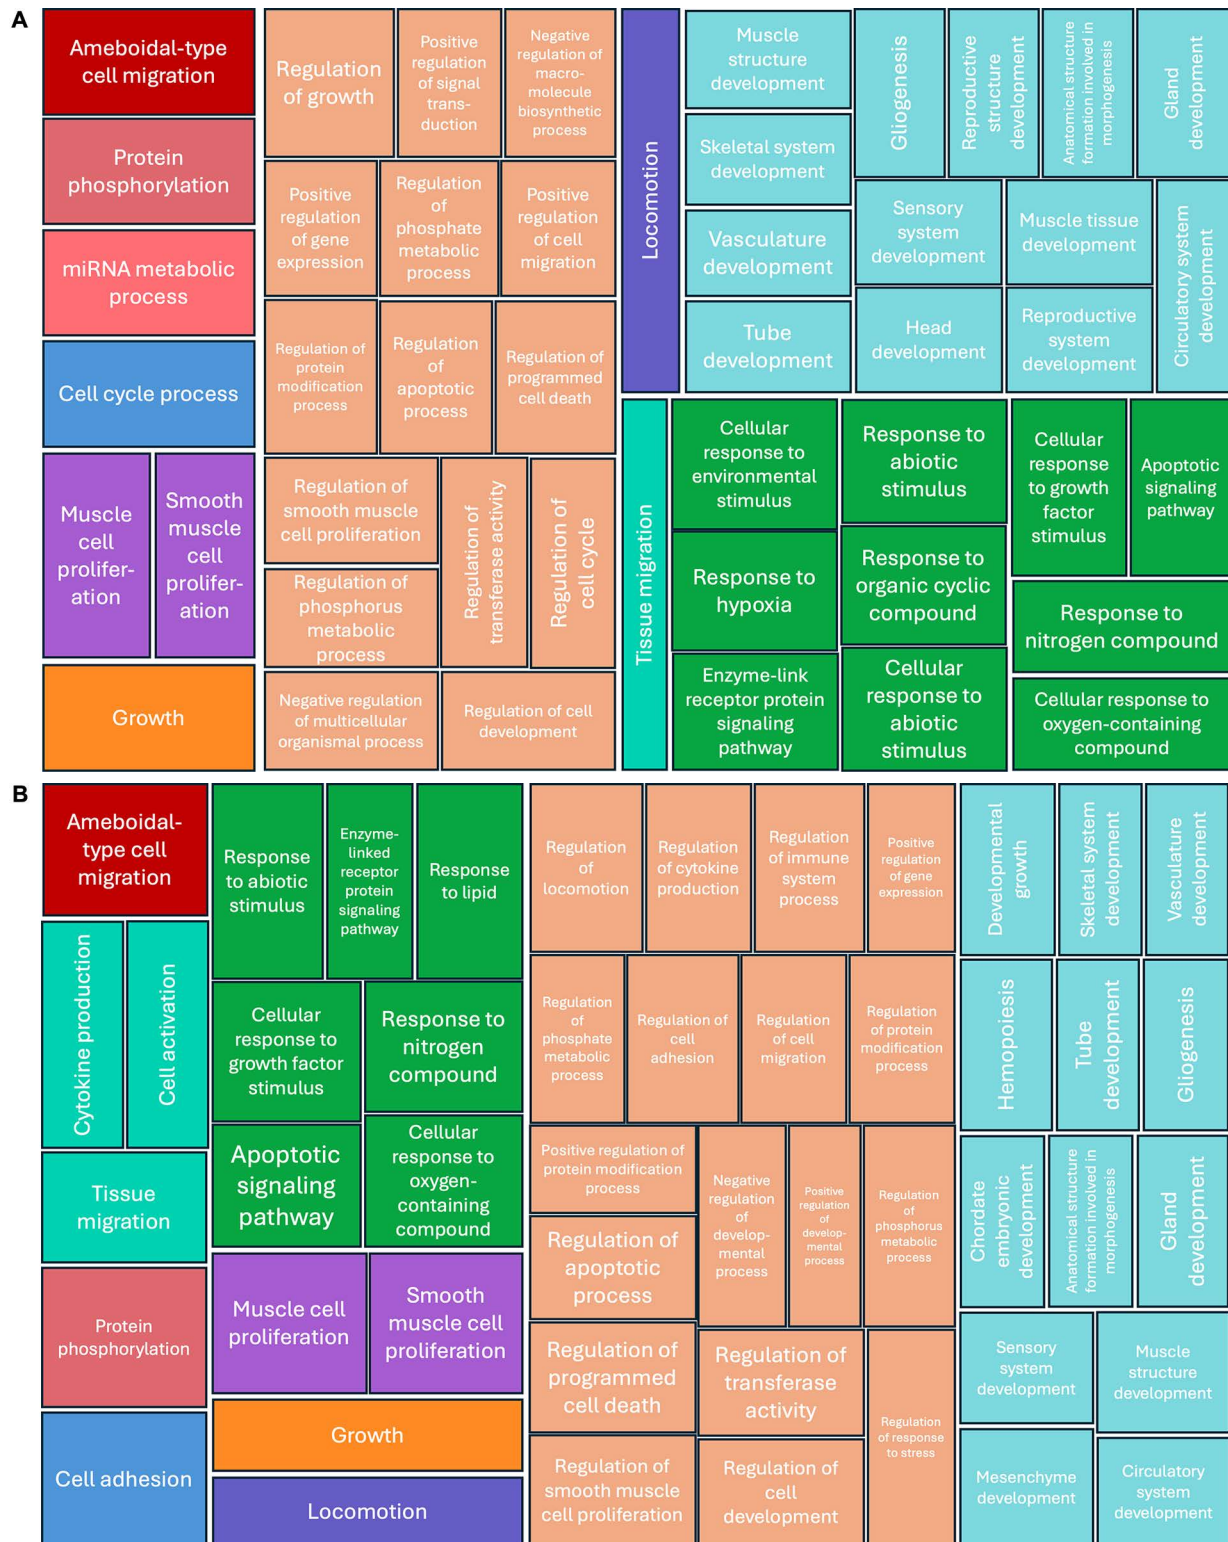 A
Ameboidal-type
cell migration
Protein
phosphorylation
miRNA metabolic
process
Cell cycle process
Muscle
cell
prolifer-
ation
Smooth
muscle
cell
prolifer-
ation
Growth
Regulation
of growth
Positive
regulation
of signal
trans-
duction
Negative
regulation of
macro-
molecule
biosynthetic
process
Positive
regulation
of gene
expression
Regulation
of
phosphate
metabolic
process
Positive
regulation
of cell
migration
Regulation of
protein
modification
process
Regulation
of
apoptotic
process
Regulation of
programmed
cell death
Regulation of
smooth muscle
cell proliferation
Regulation of
phosphorus
metabolic
process
Regulation of
transferase activity
Regulation of
cell cycle
Negative regulation
of multicellular
organismal process
Regulation of cell
development
Locomotion
Muscle
structure
development
Skeletal system
development
Vasculature
development
Tube
development
Gliogenesis
Reproductive
structure
development
Anatomical structure
formation involved in
morphogenesis
Gland
development
Sensory
system
development
Muscle tissue
development
Head
development
Reproductive
system
development
Circulatory system
development
Tissue migration
Cellular
response to
environmental
stimulus
Response to
abiotic
stimulus
Cellular
response
to growth
factor
stimulus
Apoptotic
signaling
pathway
Response to
hypoxia
Response to
organic cyclic
compound
Response to
nitrogen compound
Enzyme-link
receptor protein
signaling
pathway
Cellular
response to
abiotic
stimulus
Cellular response to
oxygen-containing
compound
B
Ameboidal-
type cell
migration
Cytokine production
Cell activation
Tissue
migration
Protein
phosphorylation
Cell adhesion
Response
to abiotic
stimulus
Enzyme-
linked
receptor
protein
signaling
pathway
Response
to lipid
Cellular
response to
growth factor
stimulus
Response to
nitrogen
compound
Apoptotic
signaling
pathway
Cellular
response to
oxygen-
containing
compound
Muscle cell
proliferation
Smooth
muscle cell
proliferation
Growth
Locomotion
Regulation
of
locomotion
Regulation
of cytokine
production
Regulation
of immune
system
process
Positive
regulation
of gene
expression
Regulation
of
phosphate
metabolic
process
Regulation of
cell
adhesion
Regulation
of cell
migration
Regulation
of protein
modification
process
Positive regulation of
protein modification
process
Regulation of
apoptotic
process
Negative
regulation
of
develop-
mental
process
Positive
regulation
of
develop-
mental
process
Regulation
of
phosphorus
metabolic
process
Regulation of
programmed
cell death
Regulation of
transferase
activity
Regulation
of response
to stress
Regulation of
smooth muscle
cell proliferation
Regulation of
cell
development
Developmental
growth
Skeletal system
development
Vasculature
development
Hemopoiesis
Tube
development
Gliogenesis
Chordate
embryonic
development
Anatomical structure
formation involved in
morphogenesis
Gland
development
Sensory
system
development
Muscle
structure
development
Mesenchyme
development
Circulatory
system
development